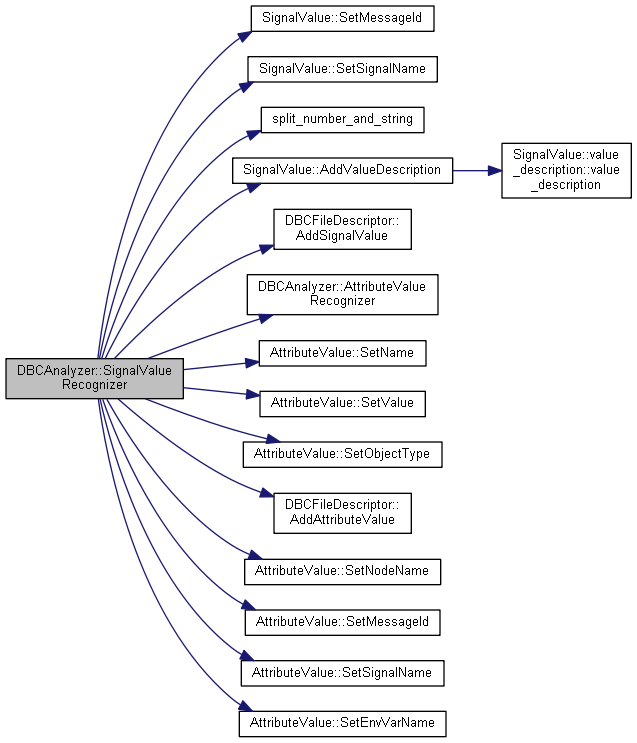 SignalValue::SetMessageId
SignalValue::SetSignalName
split_number_and_string
SignalValue::AddValueDescription
SignalValue::value
_description::value
_description
DBCFileDescriptor::
AddSignalValue
DBCAnalyzer::AttributeValue
Recognizer
AttributeValue::SetName
DBCAnalyzer::SignalValue
Recognizer
AttributeValue::SetValue
AttributeValue::SetObjectType
DBCFileDescriptor::
AddAttributeValue
AttributeValue::SetNodeName
AttributeValue::SetMessageId
AttributeValue::SetSignalName
AttributeValue::SetEnvVarName